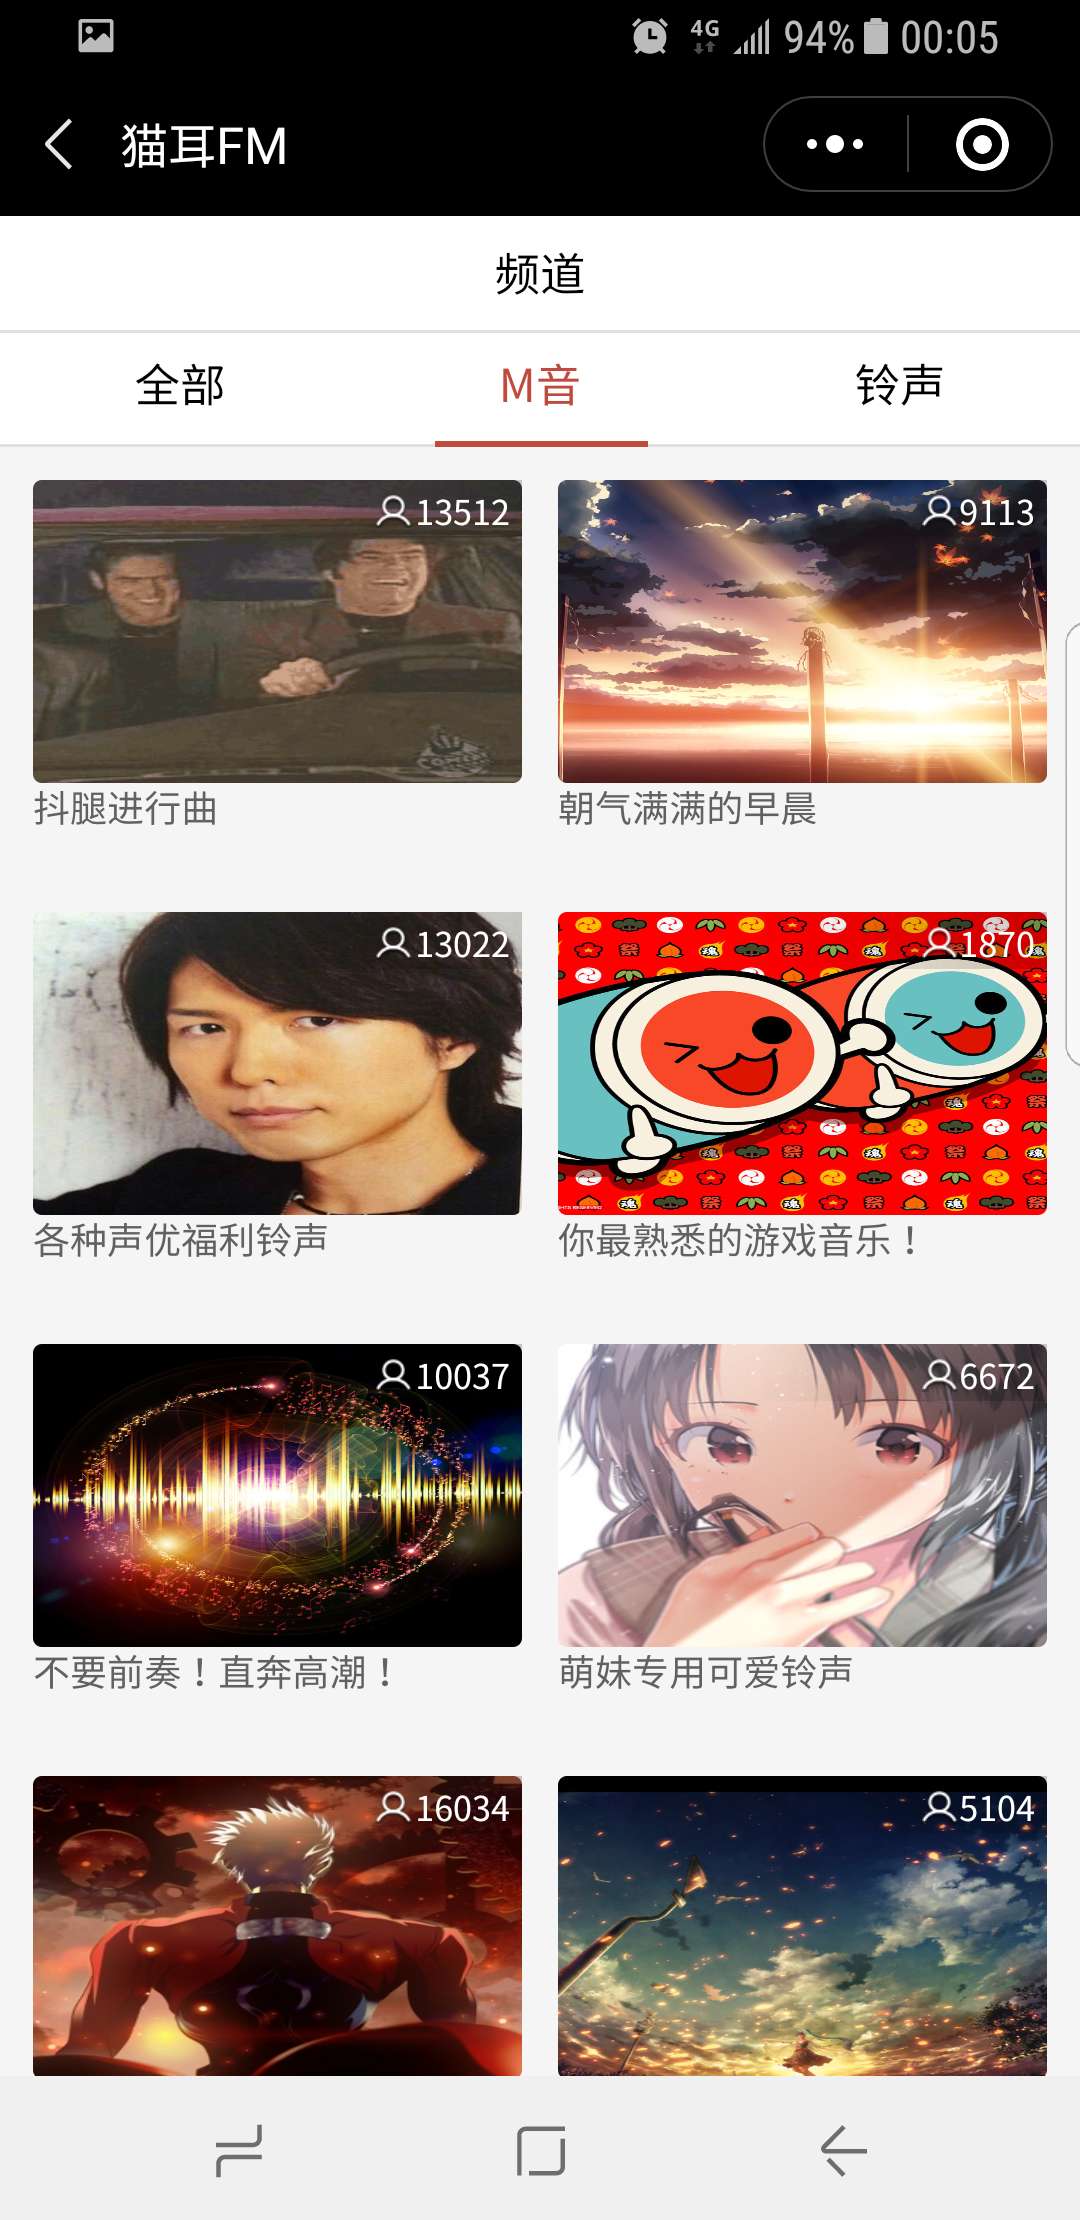 4G 94% 00:05
猫耳FM
频道
全部 M音 铃声
13512 9113
抖腿进行曲 朝气满满的早晨
13022 1870
各种声优福利铃声 你最熟悉的游戏音乐！
10037 6672
不要前奏！直奔高潮！ 萌妹专用可爱铃声
16034 5104